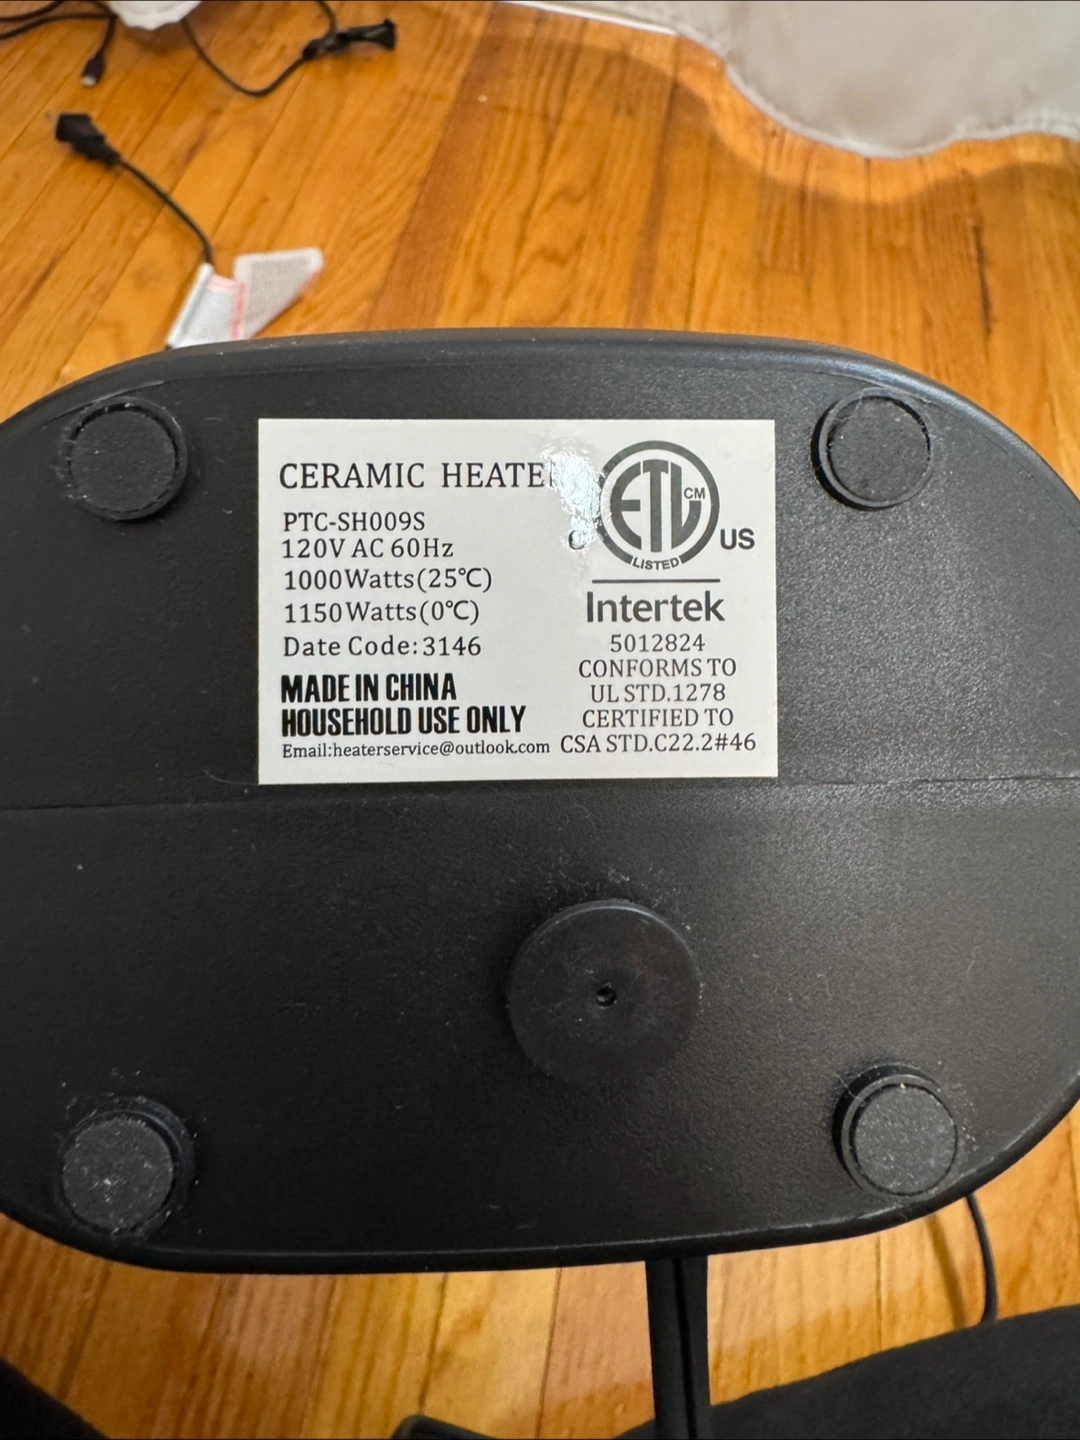 CERAMIC HEATER
PTC-SH009S
120V AC 60Hz
1000Watts(25℃)
1150Watts(0℃)
Date Code:3146
MADE IN CHINA
HOUSEHOLD USE ONLY
Email:heaterservice@outlook.com
ETL CM
LISTED
C US
Intertek
5012824
CONFORMS TO
UL STD.1278
CERTIFIED TO
CSA STD.C22.2#46